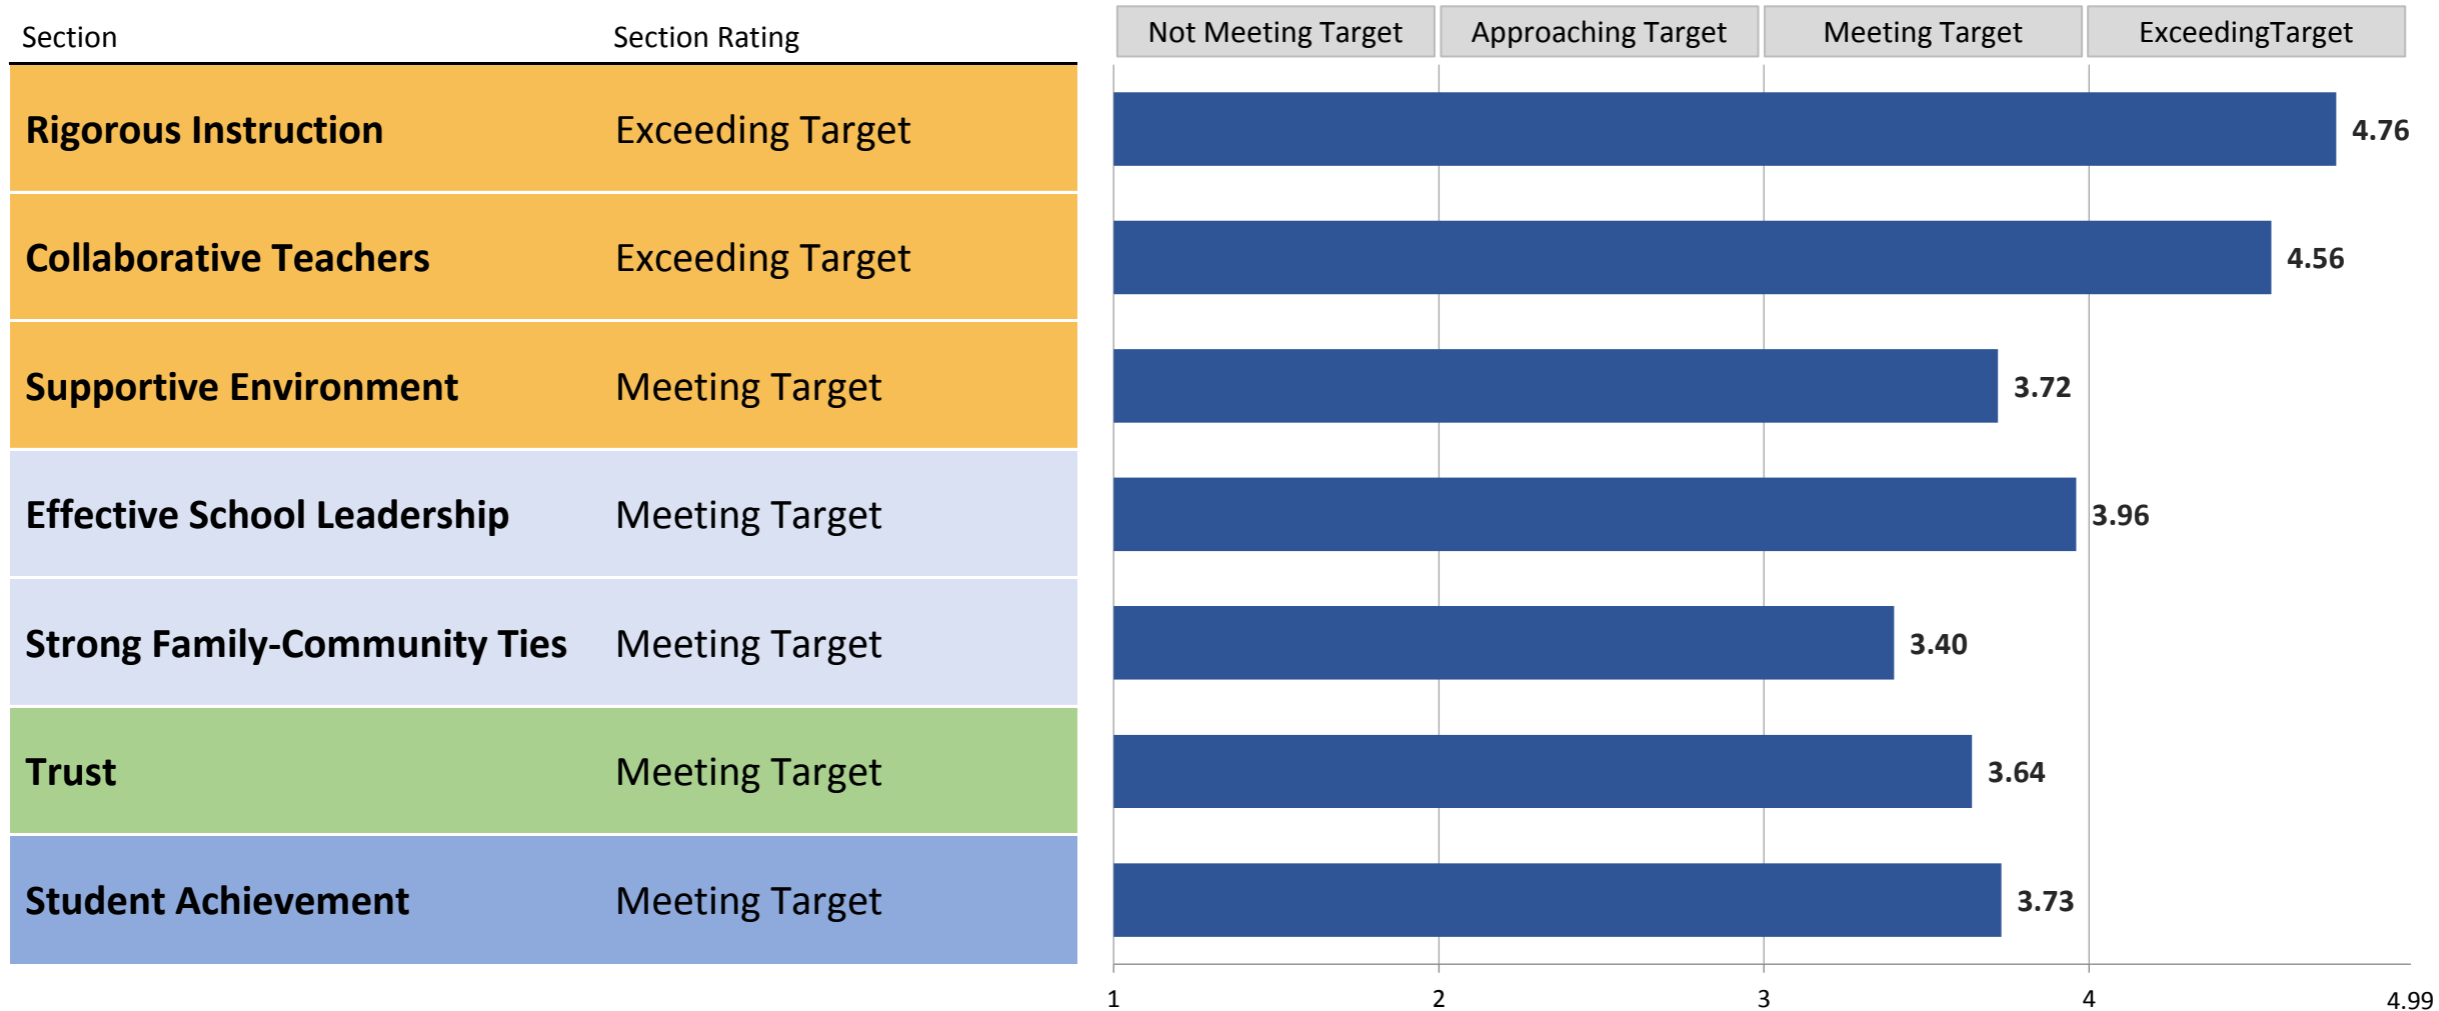 Section Section Rating Not Meeting Target Approaching Target Meeting Target ExceedingTarget
Rigorous Instruction Exceeding Target 4.76
Collaborative Teachers Exceeding Target 4.56
Supportive Environment Meeting Target 3.72
Effective School Leadership Meeting Target 3.96
Strong Family-Community Ties Meeting Target 3.40
Trust Meeting Target 3.64
Student Achievement Meeting Target 3.73
1 2 3 4 4.99